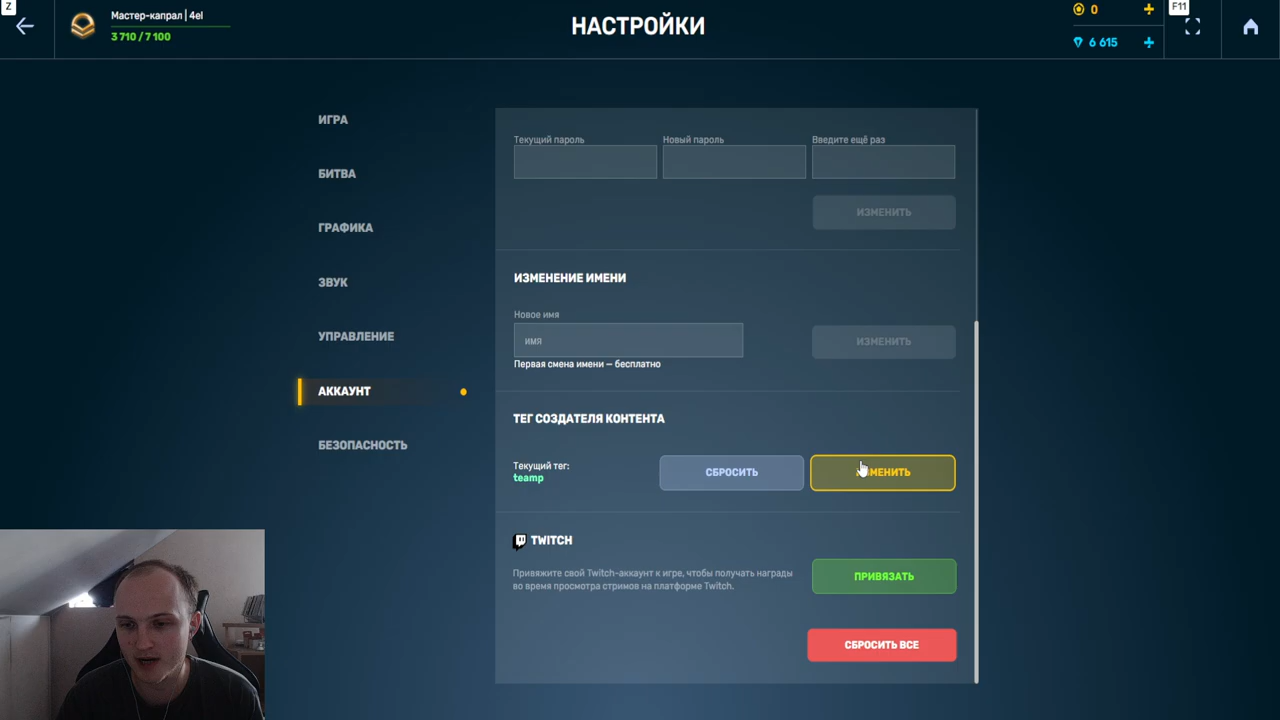 Z
Мастер-капрал | 4el
3 710 / 7 100
НАСТРОЙКИ
0
6 615
F11
ИГРА
БИТВА
ГРАФИКА
ЗВУК
УПРАВЛЕНИЕ
АККАУНТ
БЕЗОПАСНОСТЬ
Текущий пароль Новый пароль Введите ещё раз
ИЗМЕНИТЬ
ИЗМЕНЕНИЕ ИМЕНИ
Новое имя
имя ИЗМЕНИТЬ
Первая смена имени — бесплатно
ТЕГ СОЗДАТЕЛЯ КОНТЕНТА
Текущий тег:
teamp
СБРОСИТЬ ИЗМЕНИТЬ
TWITCH
Привяжите свой Twitch-аккаунт к игре, чтобы получать награды
во время просмотра стримов на платформе Twitch.
ПРИВЯЗАТЬ
СБРОСИТЬ ВСЕ